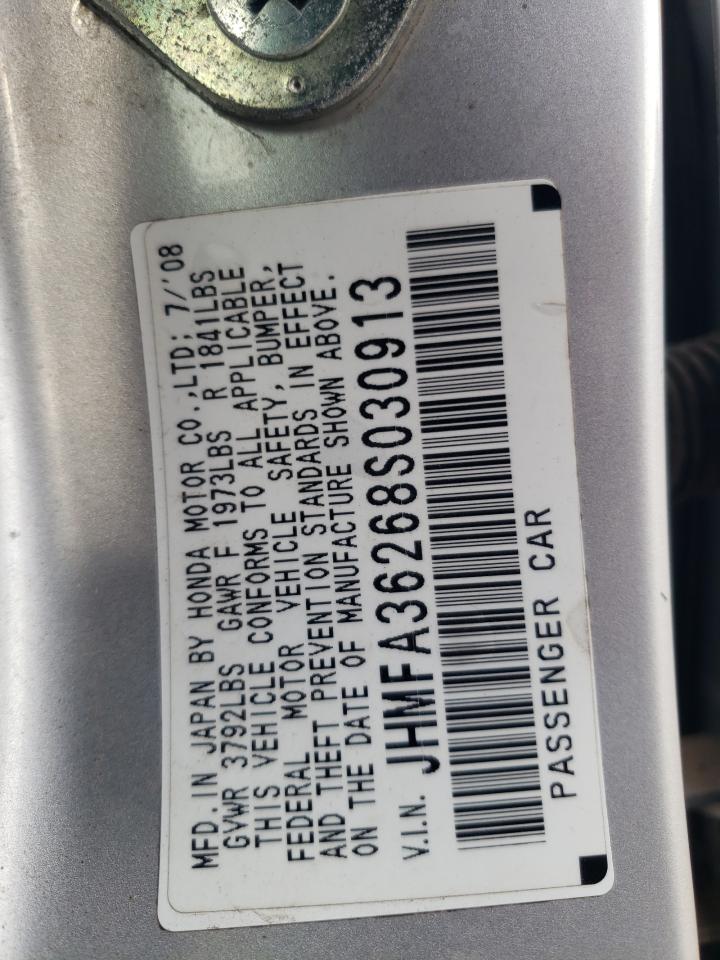 MFD. IN JAPAN BY HONDA MOTOR CO.,LTD; 7/'08
GVWR 3792LBS GAWR F 1973LBS R 1841LBS
THIS VEHICLE CONFORMS TO ALL APPLICABLE
FEDERAL MOTOR VEHICLE SAFETY, BUMPER,
AND THEFT PREVENTION STANDARDS IN EFFECT
ON THE DATE OF MANUFACTURE SHOWN ABOVE.
V.I.N. JHMFA36268S030913
PASSENGER CAR